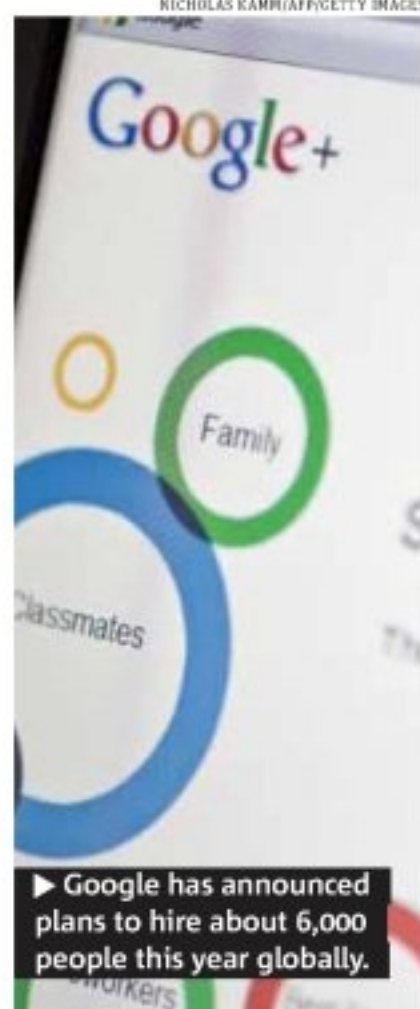 NICHOLAS KAMM/AFP/GETTY IMAGES
Google
Google+
Family
Classmates
▶ Google has announced
plans to hire about 6,000
people this year globally.